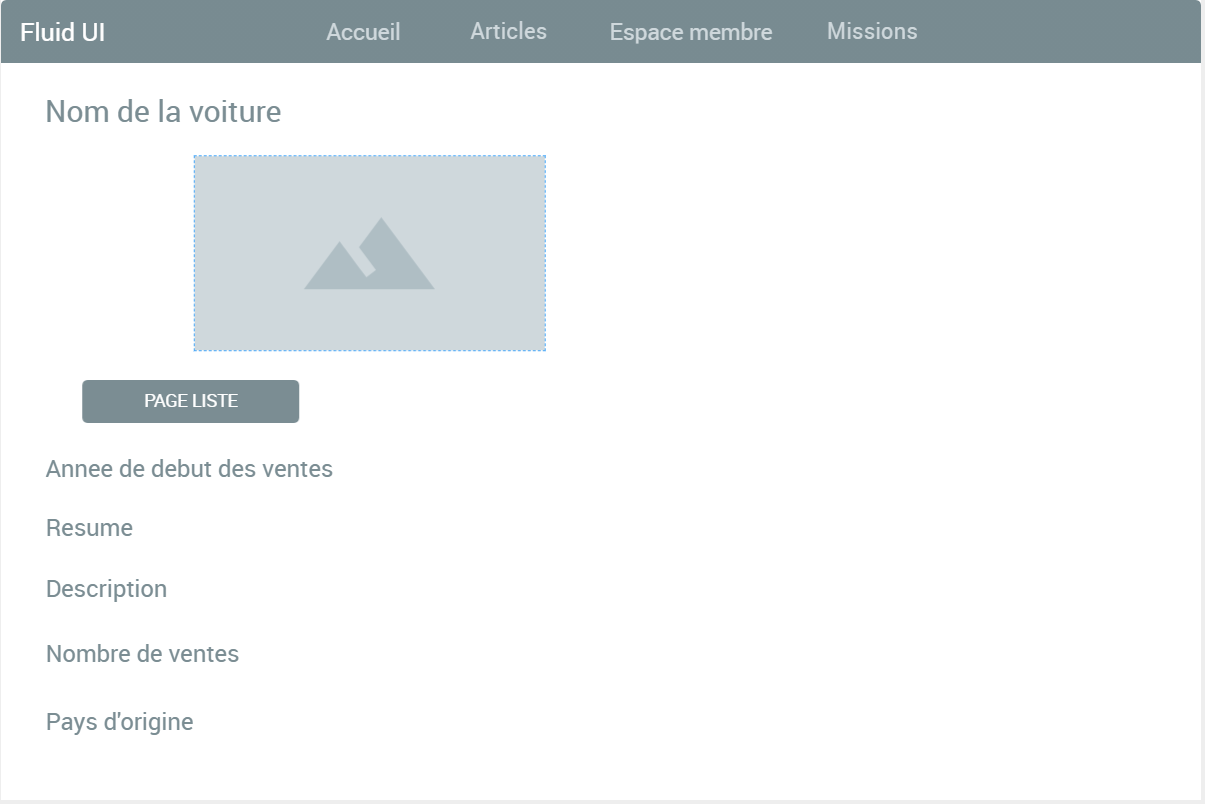 Fluid UI Accueil Articles Espace membre Missions
Nom de la voiture
PAGE LISTE
Annee de debut des ventes
Resume
Description
Nombre de ventes
Pays d'origine